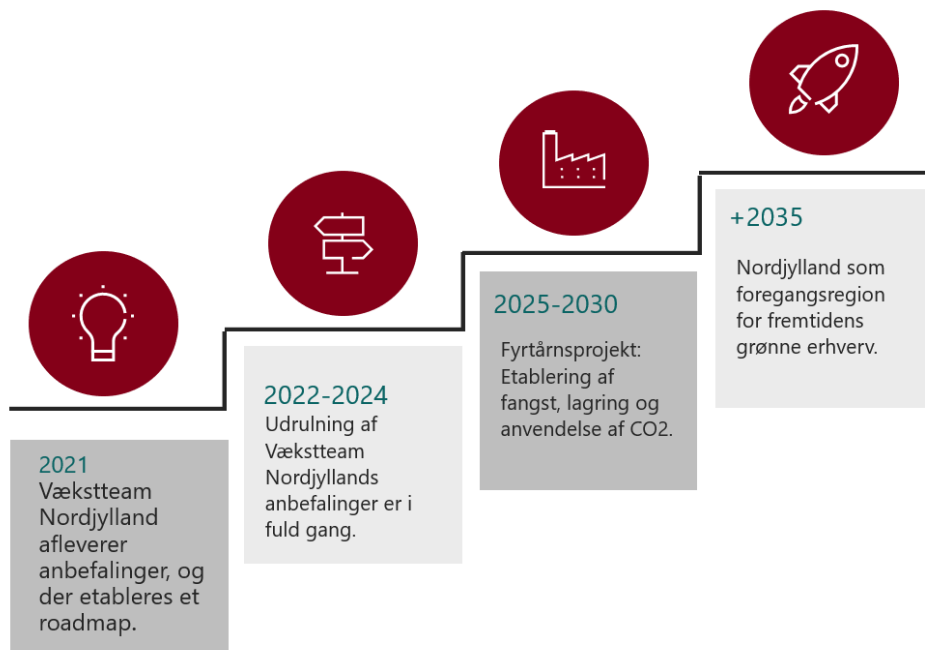 2021
Vækstteam
Nordjylland
afleverer
anbefalinger, og
der etableres et
roadmap.
2022-2024
Udrulning af
Vækstteam
Nordjyllands
anbefalinger er i
fuld gang.
2025-2030
Fyrtårnsprojekt:
Etablering af
fangst, lagring og
anvendelse af CO2.
+2035
Nordjylland som
foregangsregion
for fremtidens
grønne erhverv.